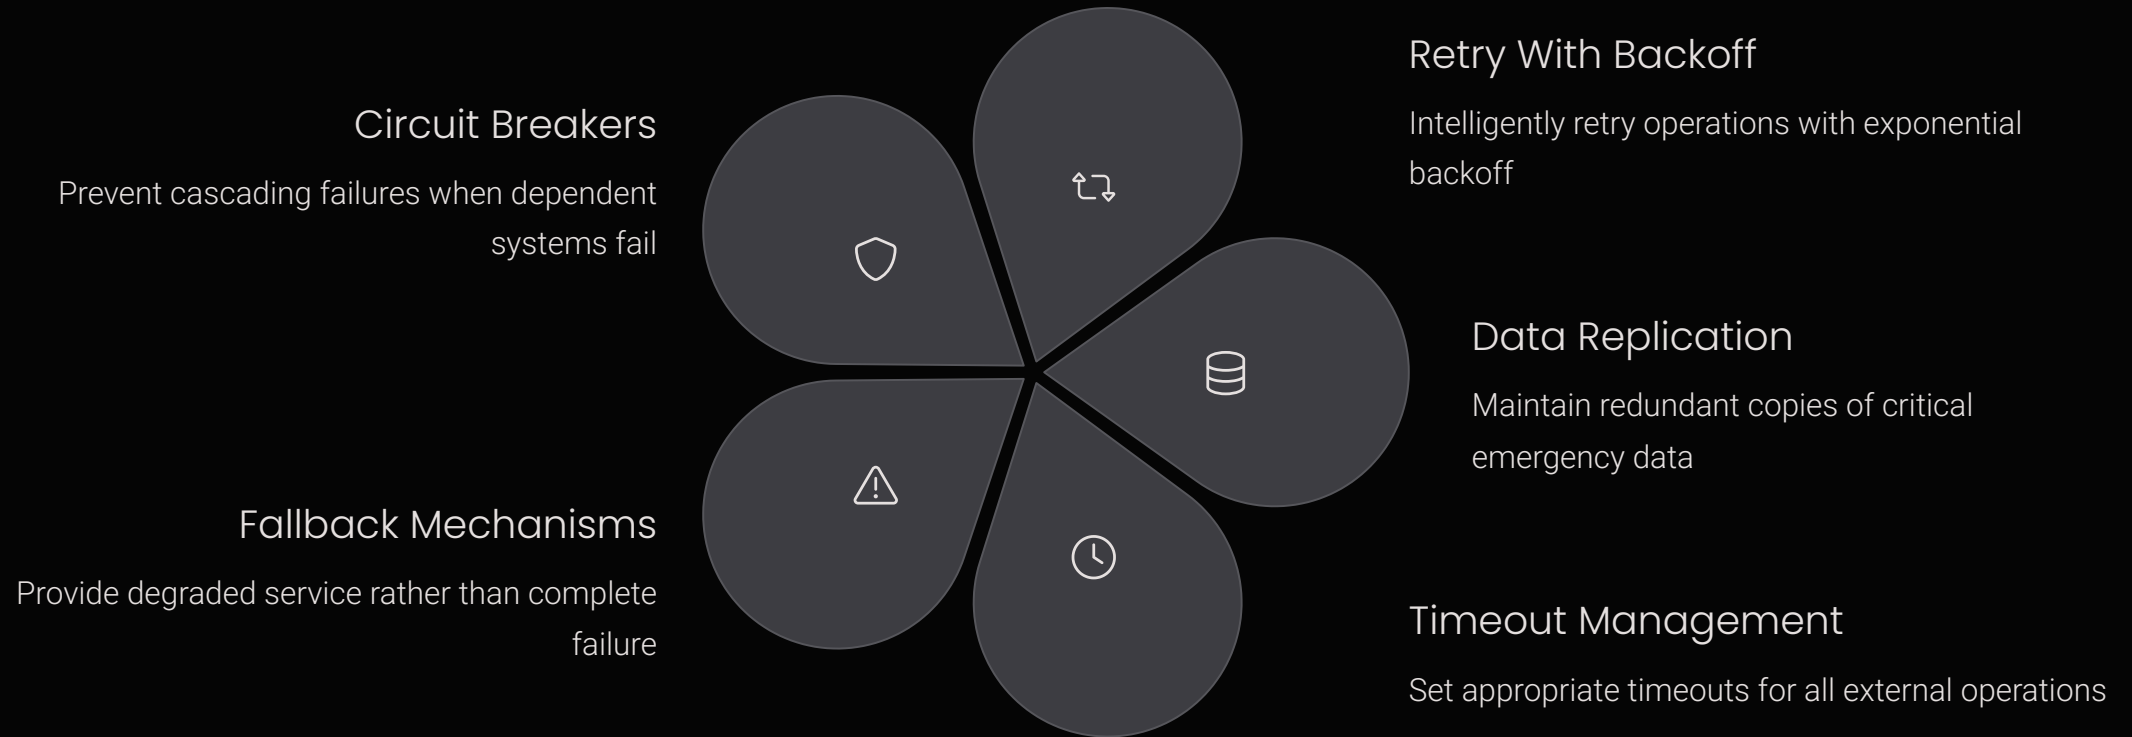 Circuit Breakers
Prevent cascading failures when dependent
systems fail
Retry With Backoff
Intelligently retry operations with exponential
backoff
Data Replication
Maintain redundant copies of critical
emergency data
Fallback Mechanisms
Provide degraded service rather than complete
failure
Timeout Management
Set appropriate timeouts for all external operations